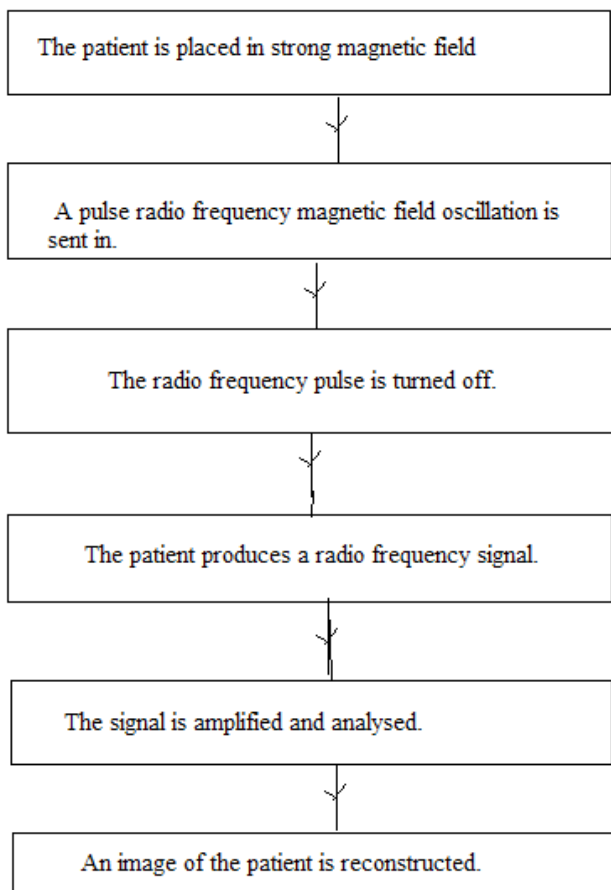 The patient is placed in strong magnetic field
A pulse radio frequency magnetic field oscillation is
sent in.
The radio frequency pulse is turned off.
The patient produces a radio frequency signal.
The signal is amplified and analysed.
An image of the patient is reconstructed.